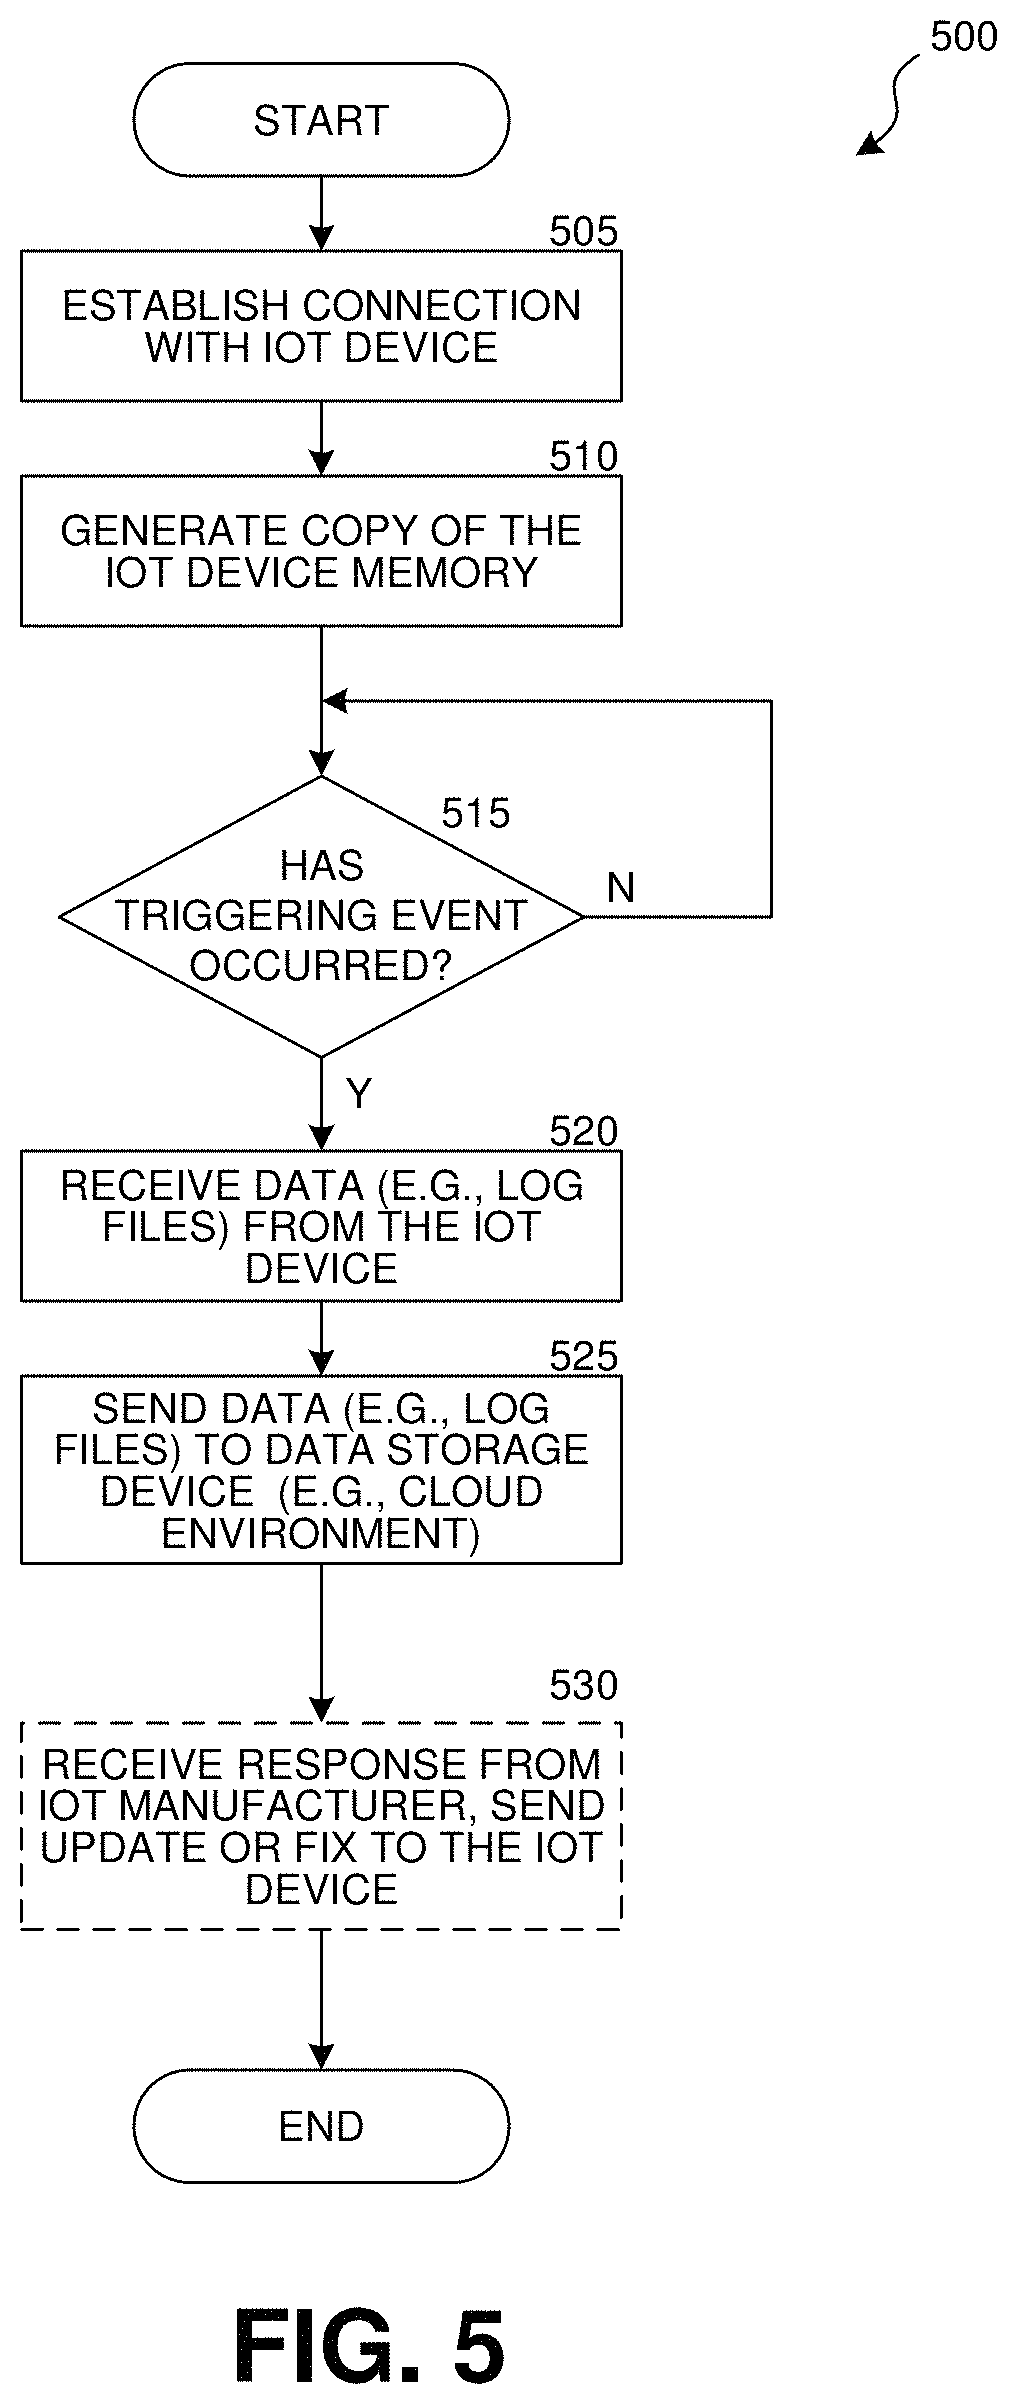 500
START
505
ESTABLISH CONNECTION
WITH IOT DEVICE
510
GENERATE COPY OF THE
IOT DEVICE MEMORY
515
HAS
TRIGGERING EVENT
OCCURRED?
N
Y
520
RECEIVE DATA (E.G., LOG
FILES) FROM THE IOT
DEVICE
525
SEND DATA (E.G., LOG
FILES) TO DATA STORAGE
DEVICE (E.G., CLOUD
ENVIRONMENT)
530
RECEIVE RESPONSE FROM
IOT MANUFACTURER, SEND
UPDATE OR FIX TO THE IOT
DEVICE
END
FIG. 5